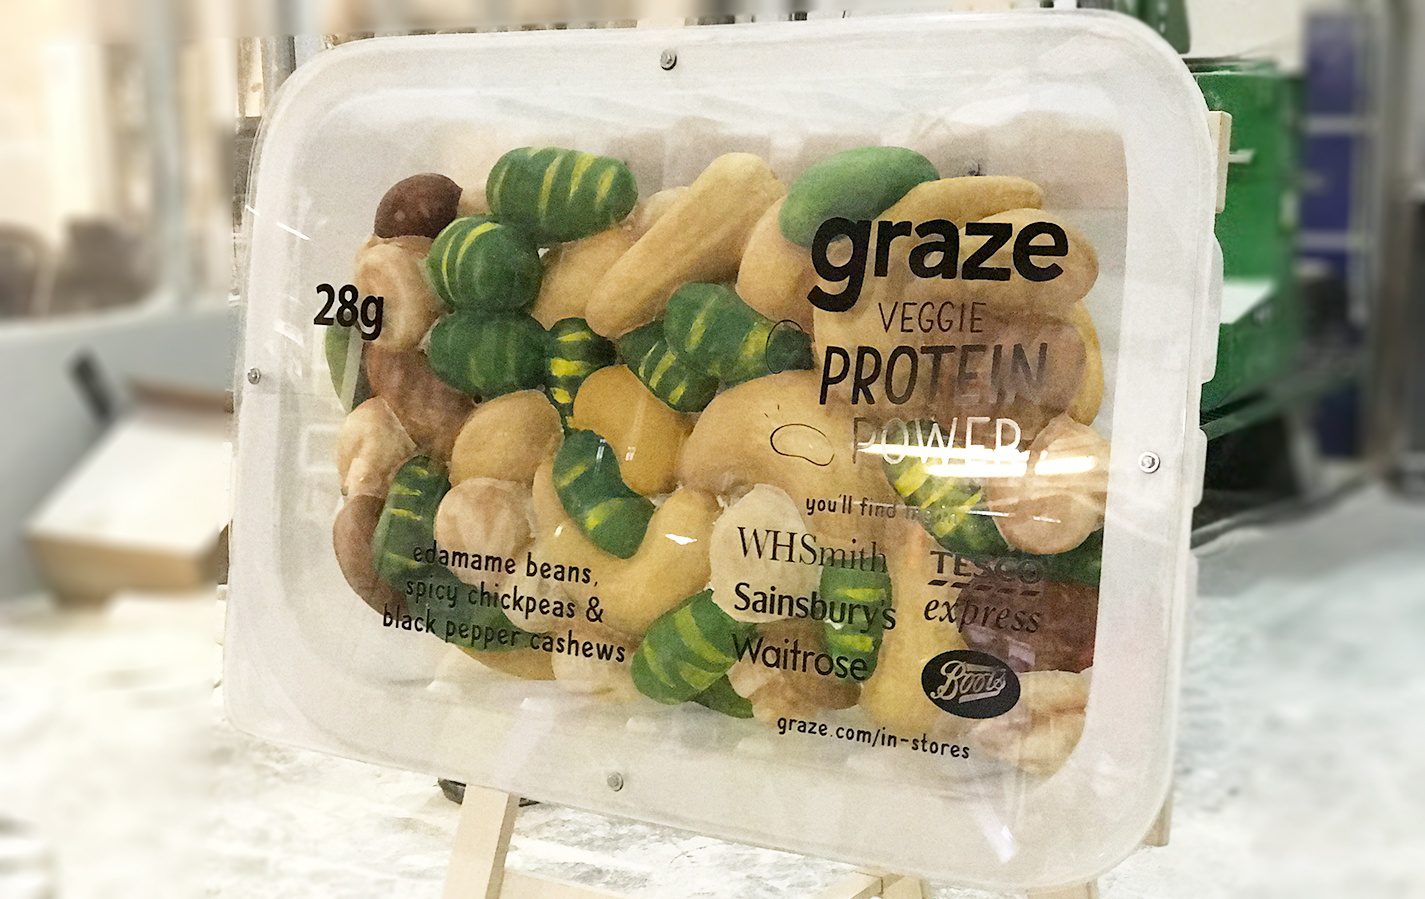 graze
28g
VEGGIE
PROTEIN
POWER
you'll find
WHSmith
Sainsbury's
Waitrose
TESCO
express
Boots
edamame beans,
spicy chickpeas &
black pepper cashews
graze.com/in-stores